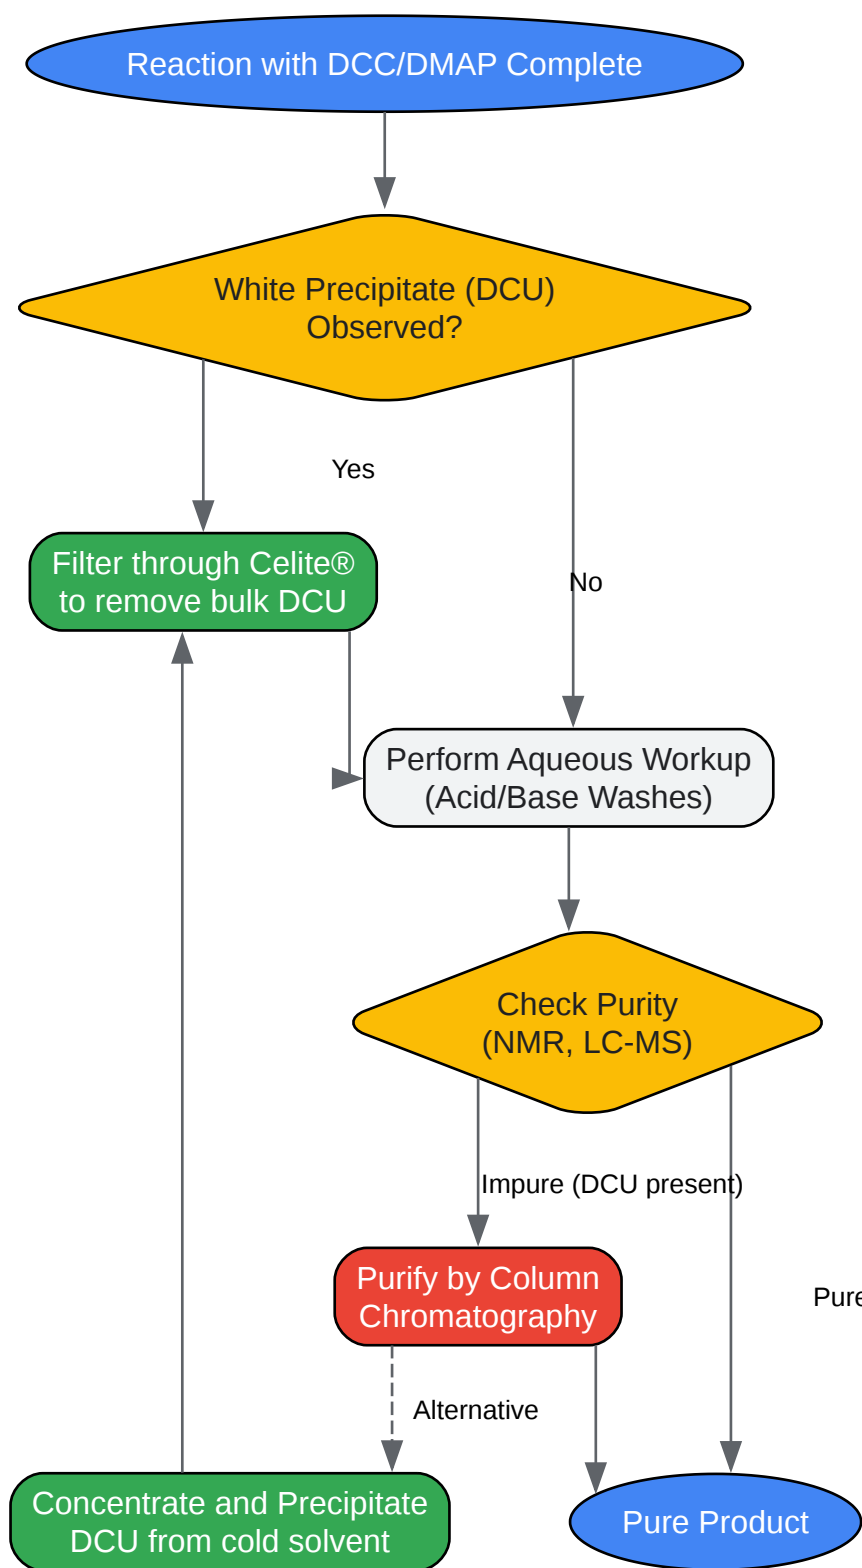 Reaction with DCC/DMAP Complete
White Precipitate (DCU)
Observed?
Yes
Filter through Celite®
to remove bulk DCU
No
Perform Aqueous Workup
(Acid/Base Washes)
Check Purity
(NMR, LC-MS)
Impure (DCU present)
Purify by Column
Chromatography
Pure
Alternative
Concentrate and Precipitate
DCU from cold solvent
Pure Product